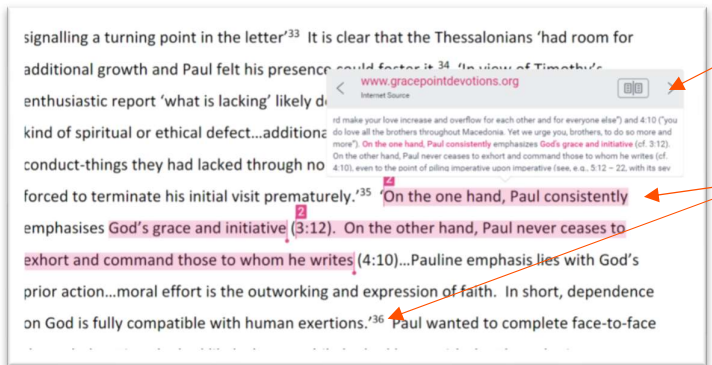 signalling a turning point in the letter’33 It is clear that the Thessalonians ‘had room for
additional growth and Paul felt his presence could foster it.34 ‘In view of Timothy’s
www.gracepointdevotions.org
Internet Source
enthusiastic report ‘what is lacking’ likely
rd make your love increase and overflow for each other and for everyone else”) and 4:10 (“you
do love all the brothers throughout Macedonia. Yet we urge you, brothers, to do so more and
more”). On the one hand, Paul consistently emphasizes God's grace and initiative (cf. 3:12).
On the other hand, Paul never ceases to exhort and command those to whom he writes (cf.
4:10), even to the point of piling imperative upon imperative (see, e.g., 5:12 – 22, with its sev
kind of spiritual or ethical defect…additiona
conduct-things they had lacked through no
2
forced to terminate his initial visit prematurely.’35 ‘On the one hand, Paul consistently
2
emphasises God’s grace and initiative (3:12). On the other hand, Paul never ceases to
exhort and command those to whom he writes (4:10)…Pauline emphasis lies with God’s
prior action…moral effort is the outworking and expression of faith. In short, dependence
on God is fully compatible with human exertions.’36 Paul wanted to complete face-to-face